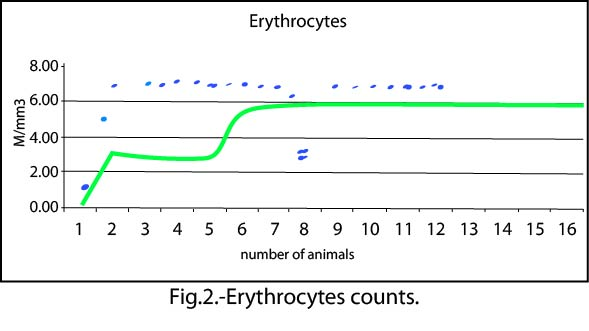 Erythrocytes
8.00
6.00
4.00
2.00
0.00
M/mm3
1 2 3 4 5 6 7 8 9 10 11 12 13 14 15 16
number of animals
Fig.2.-Erythrocytes counts.